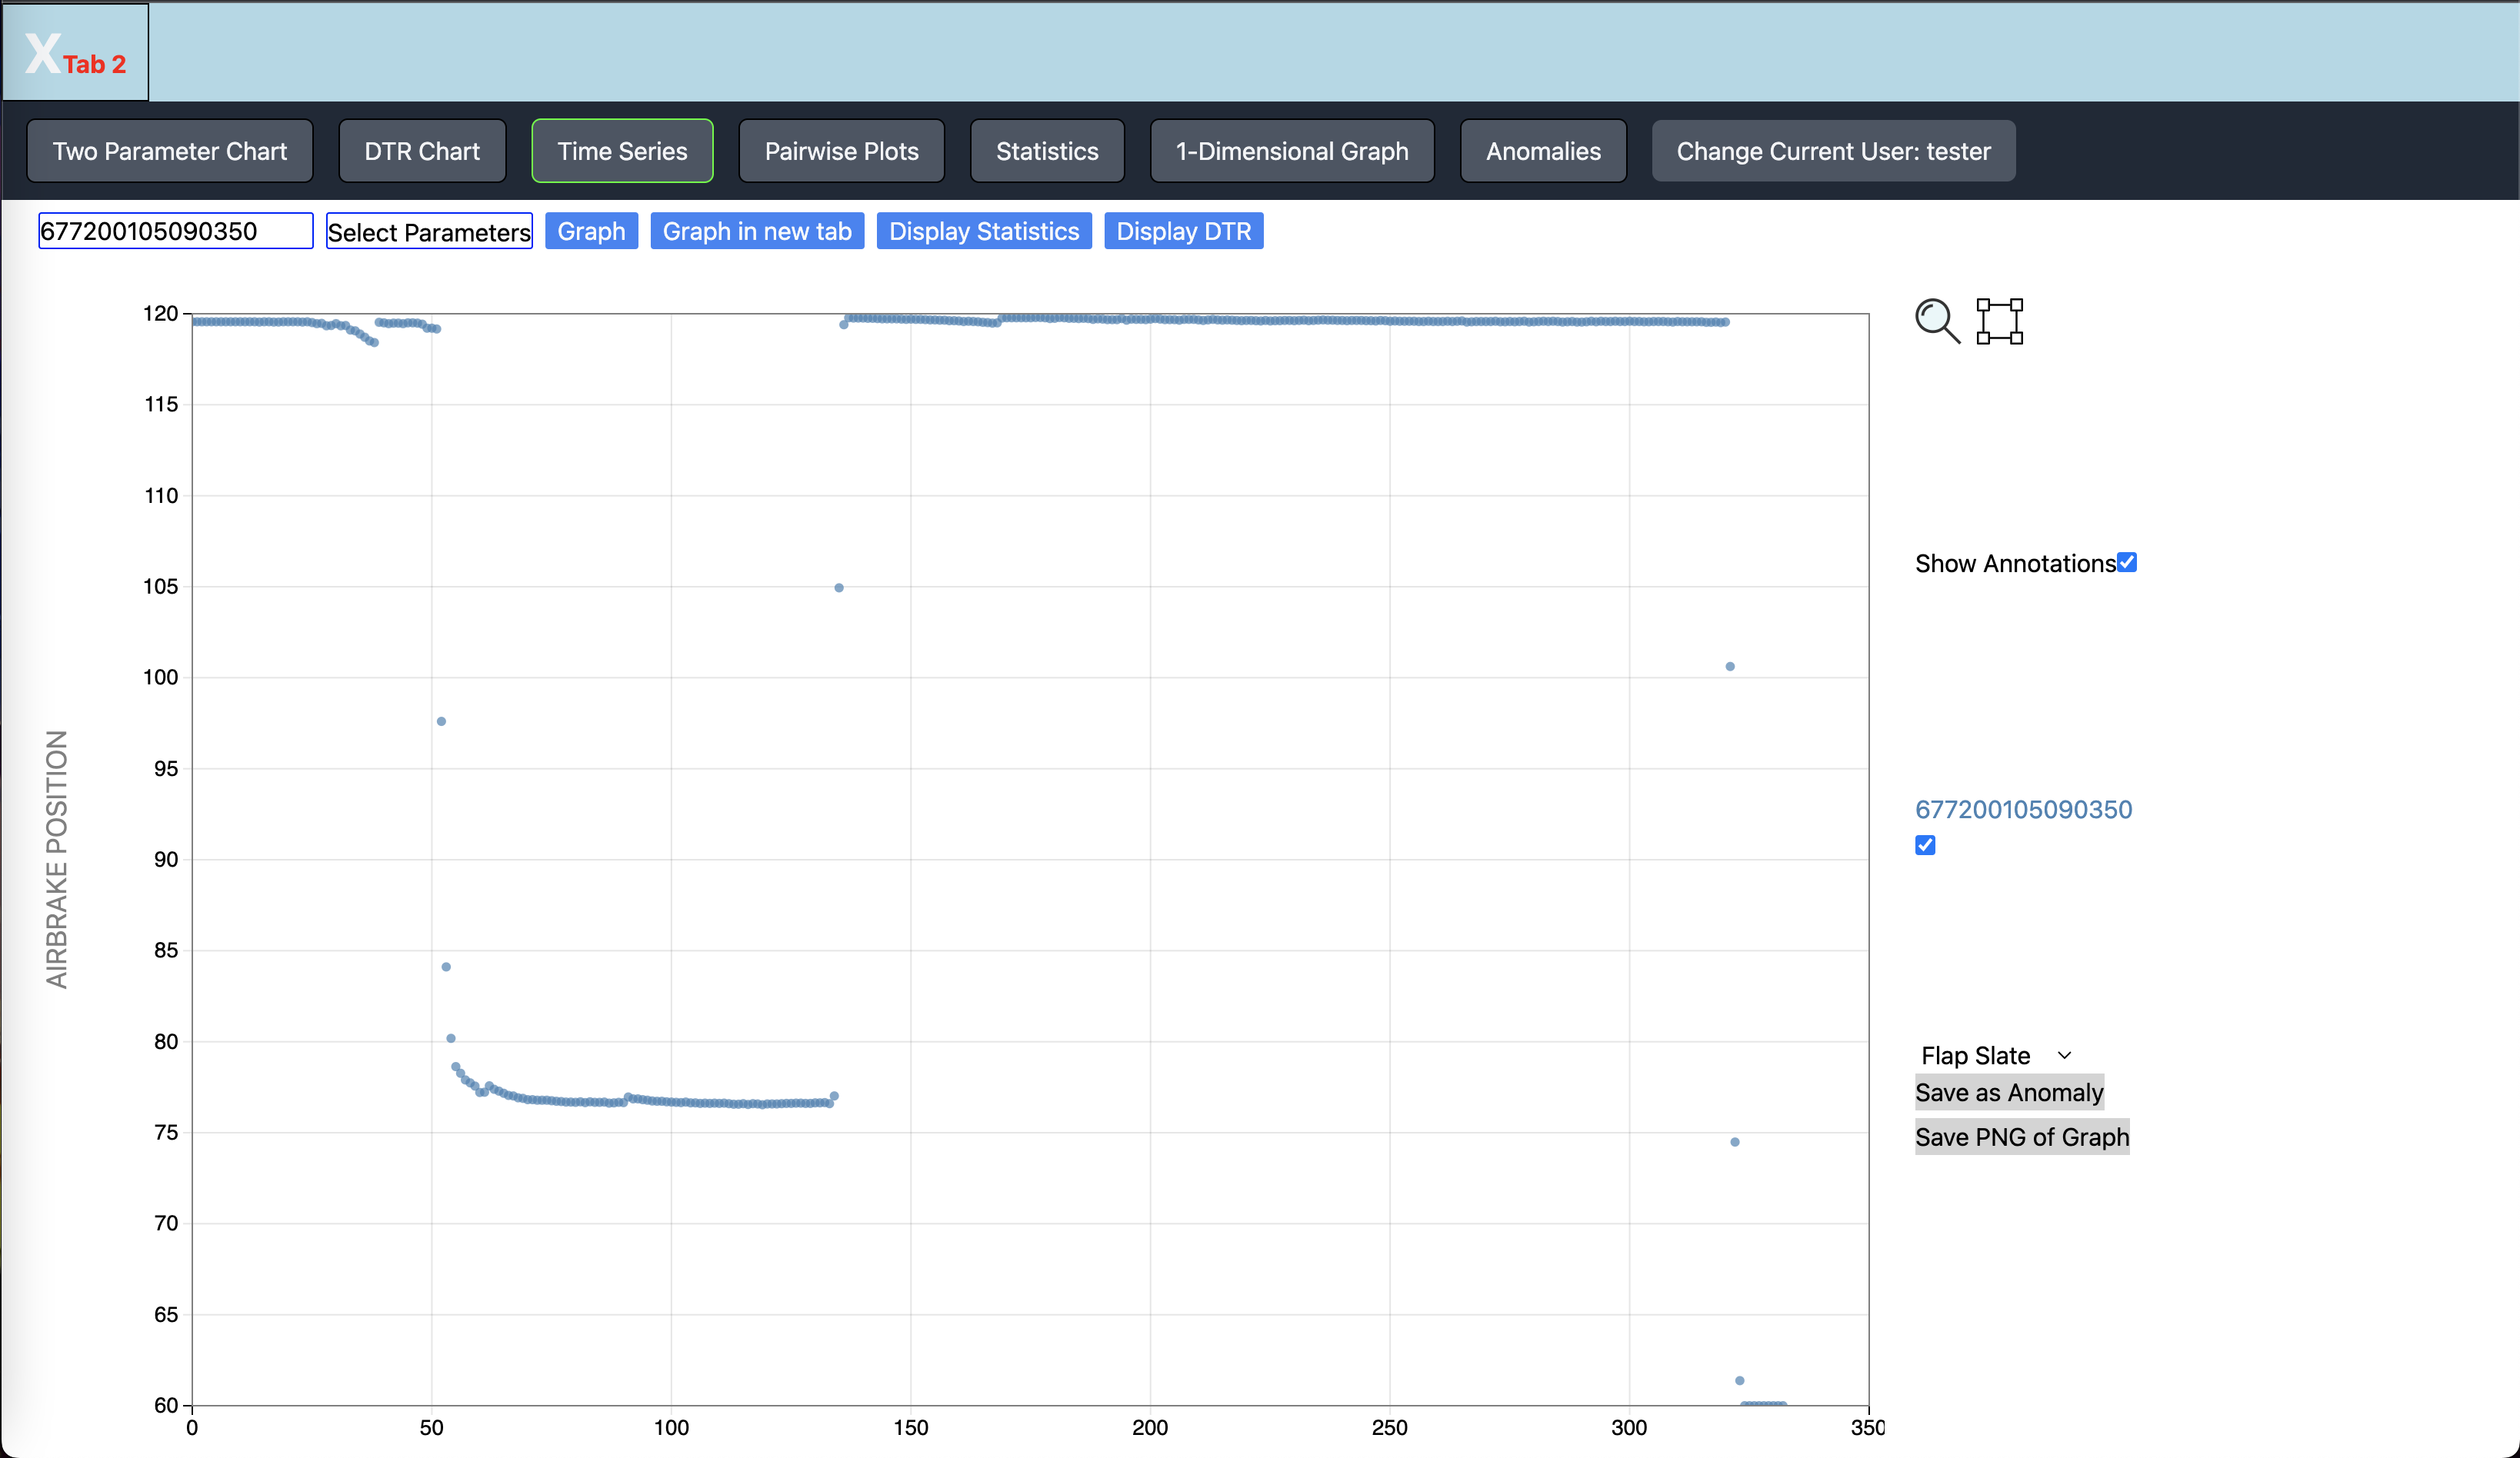 X Tab 2
Two Parameter Chart DTR Chart Time Series Pairwise Plots Statistics 1-Dimensional Graph Anomalies Change Current User: tester
677200105090350 Select Parameters Graph Graph in new tab Display Statistics Display DTR
120
115
110
105
100
95
90
85
80
75
70
65
60
AIRBRAKE POSITION
0 50 100 150 200 250 300 350
Show Annotations
677200105090350
Flap Slate
Save as Anomaly
Save PNG of Graph